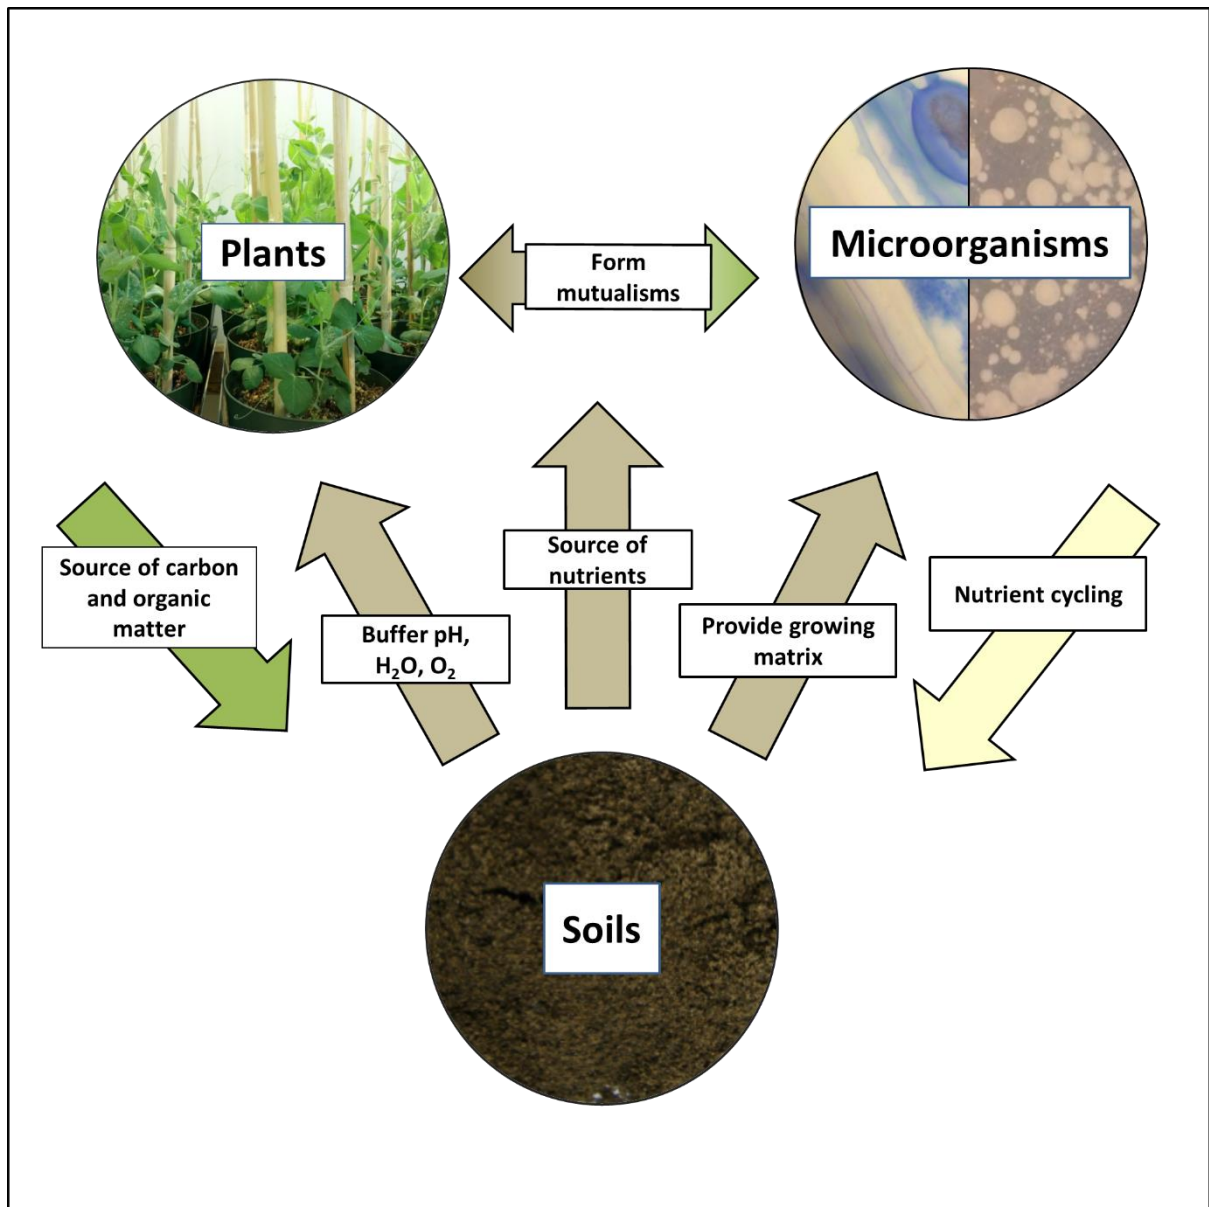 Plants
Microorganisms
Form
mutualisms
Source of carbon
and organic
matter
Buffer pH,
H₂O, O₂
Source of
nutrients
Provide growing
matrix
Nutrient cycling
Soils